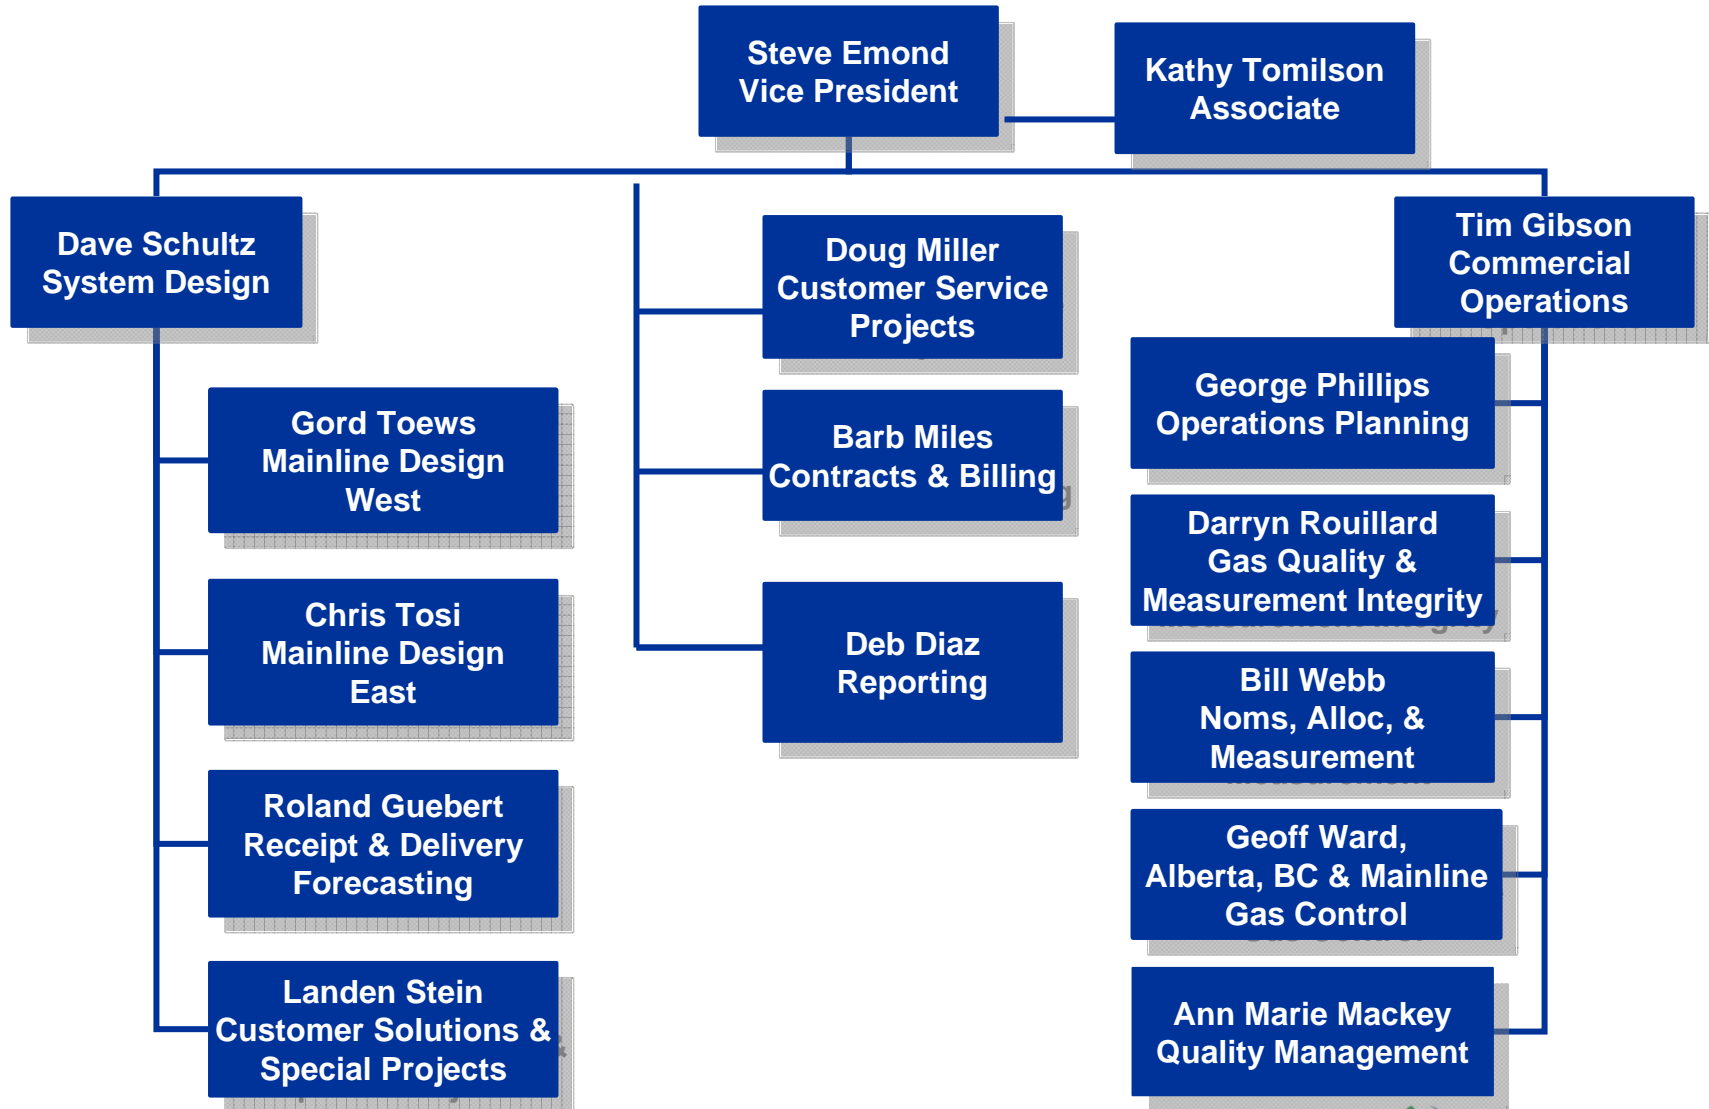 Steve Emond
Vice President
Kathy Tomilson
Associate
Dave Schultz
System Design
Gord Toews
Mainline Design
West
Chris Tosi
Mainline Design
East
Roland Guebert
Receipt & Delivery
Forecasting
Landen Stein
Customer Solutions &
Special Projects
Doug Miller
Customer Service
Projects
Barb Miles
Contracts & Billing
Deb Diaz
Reporting
Tim Gibson
Commercial
Operations
George Phillips
Operations Planning
Darryn Rouillard
Gas Quality &
Measurement Integrity
Bill Webb
Noms, Alloc, &
Measurement
Geoff Ward,
Alberta, BC & Mainline
Gas Control
Ann Marie Mackey
Quality Management